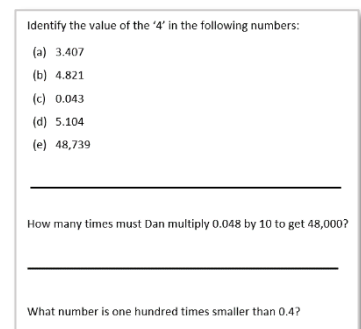 Identify the value of the ‘4’ in the following numbers:
(a) 3.407
(b) 4.821
(c) 0.043
(d) 5.104
(e) 48,739
How many times must Dan multiply 0.048 by 10 to get 48,000?
What number is one hundred times smaller than 0.4?